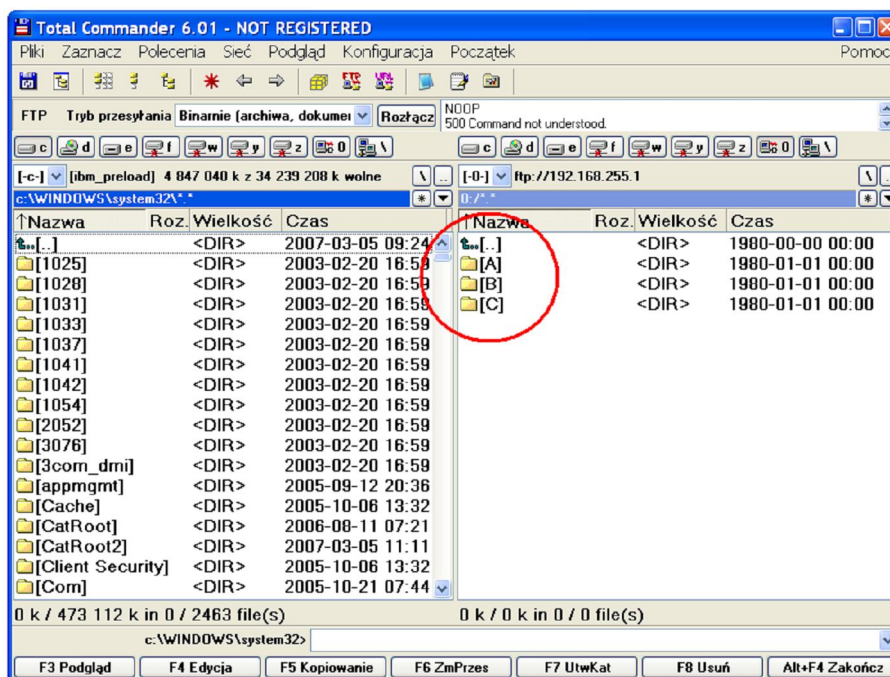 Total Commander 6.01 - NOT REGISTERED
Pliki Zaznacz Polecenia Sieć Podgląd Konfiguracja Początek Pomoc
FTP
FTP Tryb przesyłania Binarnie (archiwa, dokumei Rozłącz
NOOP
500 Command not understood.
c d e f w y z 0 \ c d e f w y z 0 \
[-c-] [ibm_preload] 4 847 040 k z 34 239 208 k wolne \ .. [-0-] ftp://192.168.255.1 \ ..
c:\WINDOWS\system32\*.* * 0:/*.* *
↑Nazwa Roz. Wielkość Czas ↑Nazwa Roz. Wielkość Czas
[..] <DIR> 2007-03-05 09:24 [..] <DIR> 1980-00-00 00:00
[1025] <DIR> 2003-02-20 16:59 [A] <DIR> 1980-01-01 00:00
[1028] <DIR> 2003-02-20 16:59 [B] <DIR> 1980-01-01 00:00
[1031] <DIR> 2003-02-20 16:59 [C] <DIR> 1980-01-01 00:00
[1033] <DIR> 2003-02-20 16:59
[1037] <DIR> 2003-02-20 16:59
[1041] <DIR> 2003-02-20 16:59
[1042] <DIR> 2003-02-20 16:59
[1054] <DIR> 2003-02-20 16:59
[2052] <DIR> 2003-02-20 16:59
[3076] <DIR> 2003-02-20 16:59
[3com_dmi] <DIR> 2003-02-20 16:59
[appmgmt] <DIR> 2005-09-12 20:36
[Cache] <DIR> 2005-10-06 13:32
[CatRoot] <DIR> 2006-08-11 07:21
[CatRoot2] <DIR> 2007-03-05 11:11
[Client Security] <DIR> 2005-10-06 13:32
[Com] <DIR> 2005-10-21 07:44
0 k / 473 112 k in 0 / 2463 file(s) 0 k / 0 k in 0 / 0 file(s)
c:\WINDOWS\system32>
F3 Podgląd F4 Edycja F5 Kopiowanie F6 ZmPrzes F7 UtwKat F8 Usuń Alt+F4 Zakończ